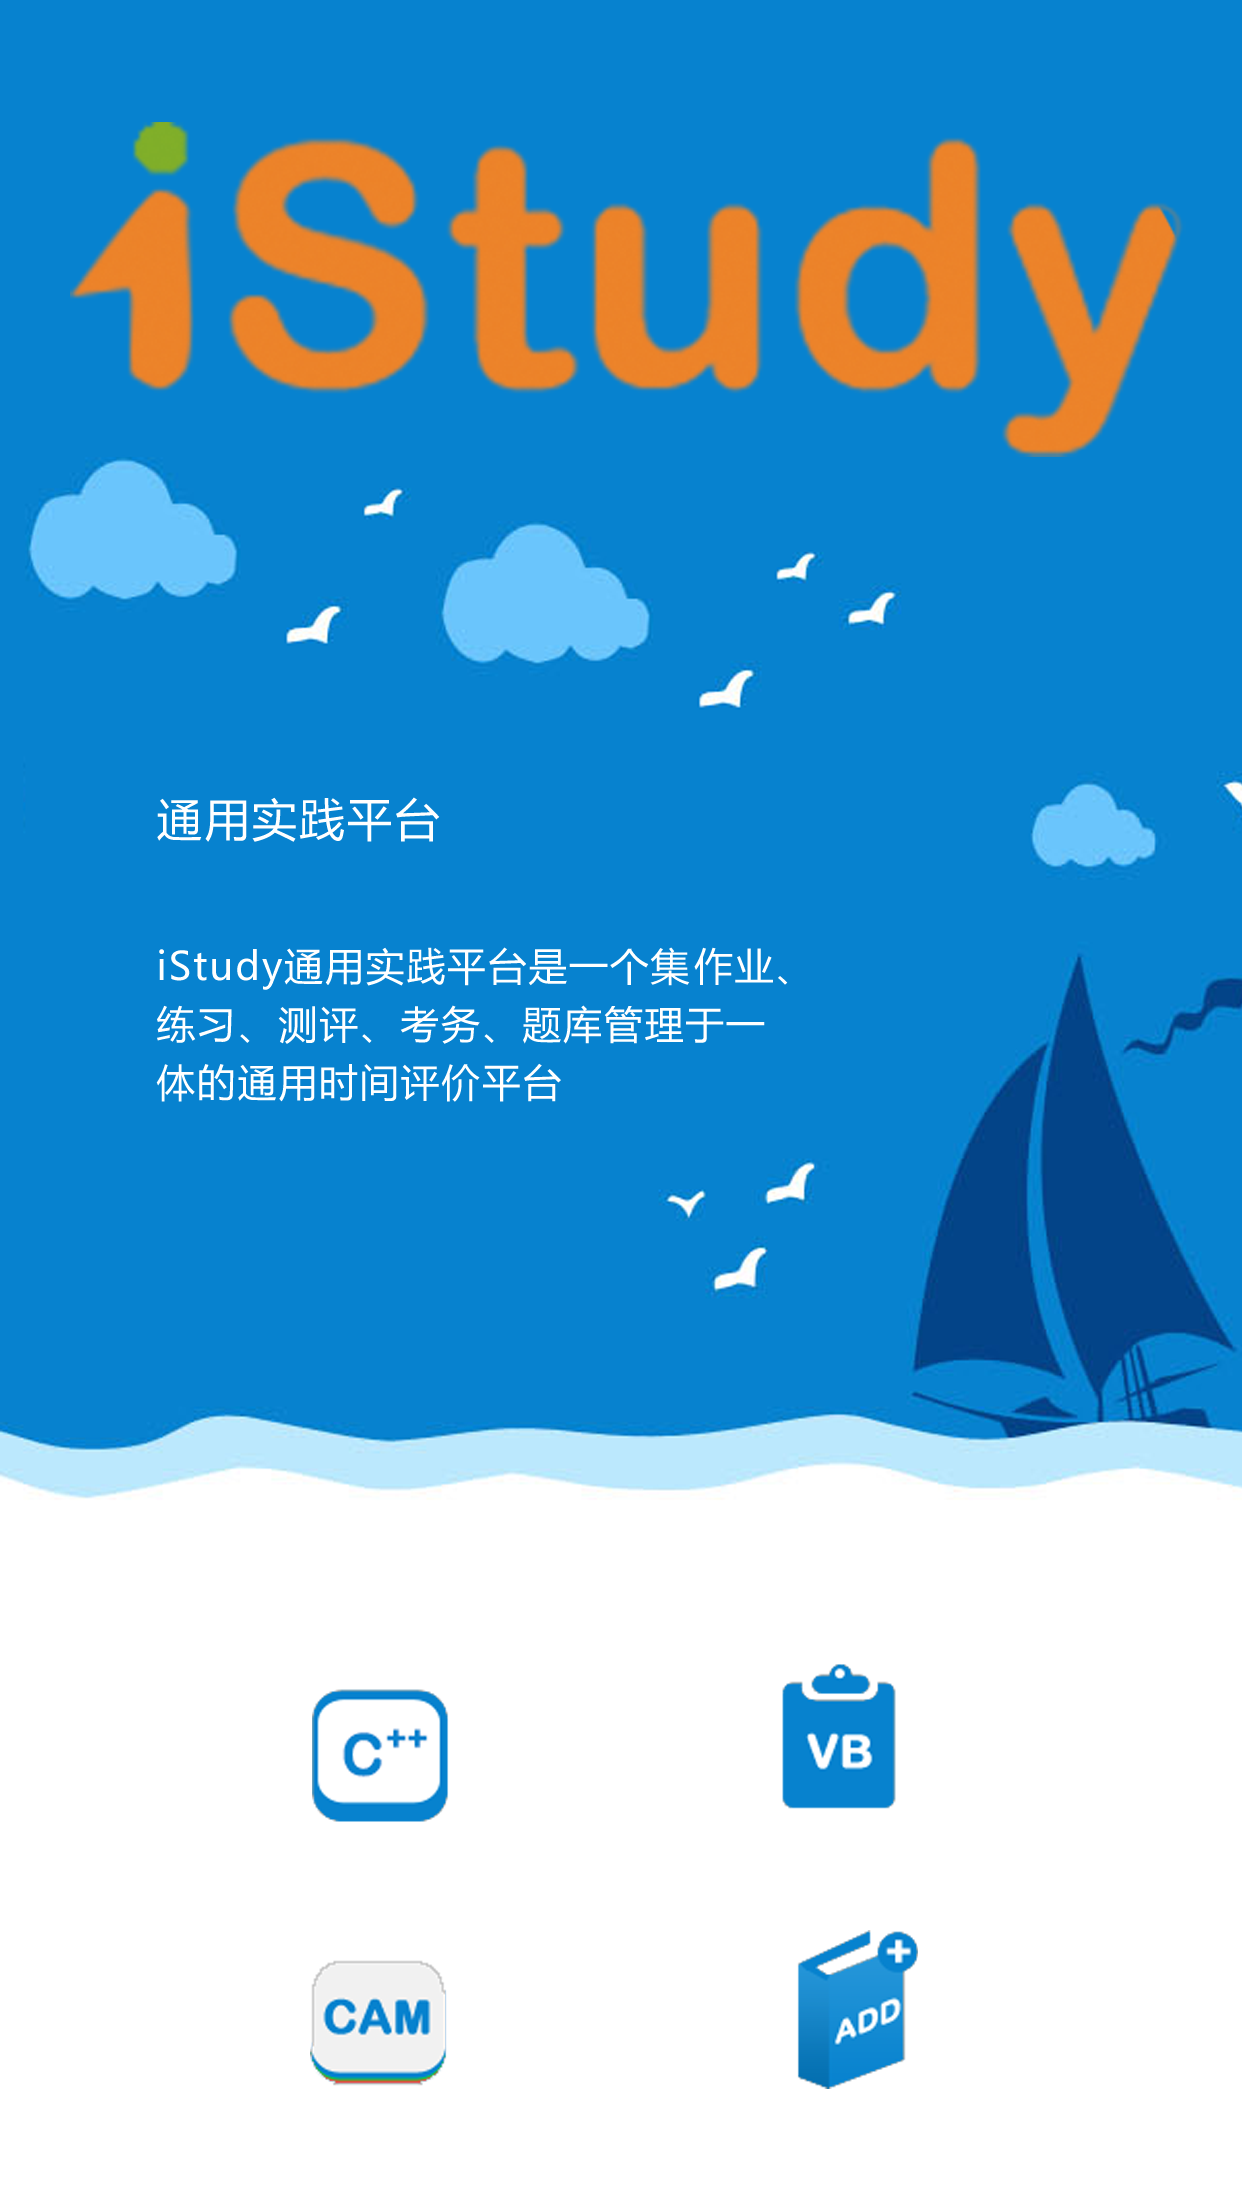 iStudy
通用实践平台
iStudy通用实践平台是一个集作业、
练习、测评、考务、题库管理于一
体的通用时间评价平台
C++
VB
CAM
ADD